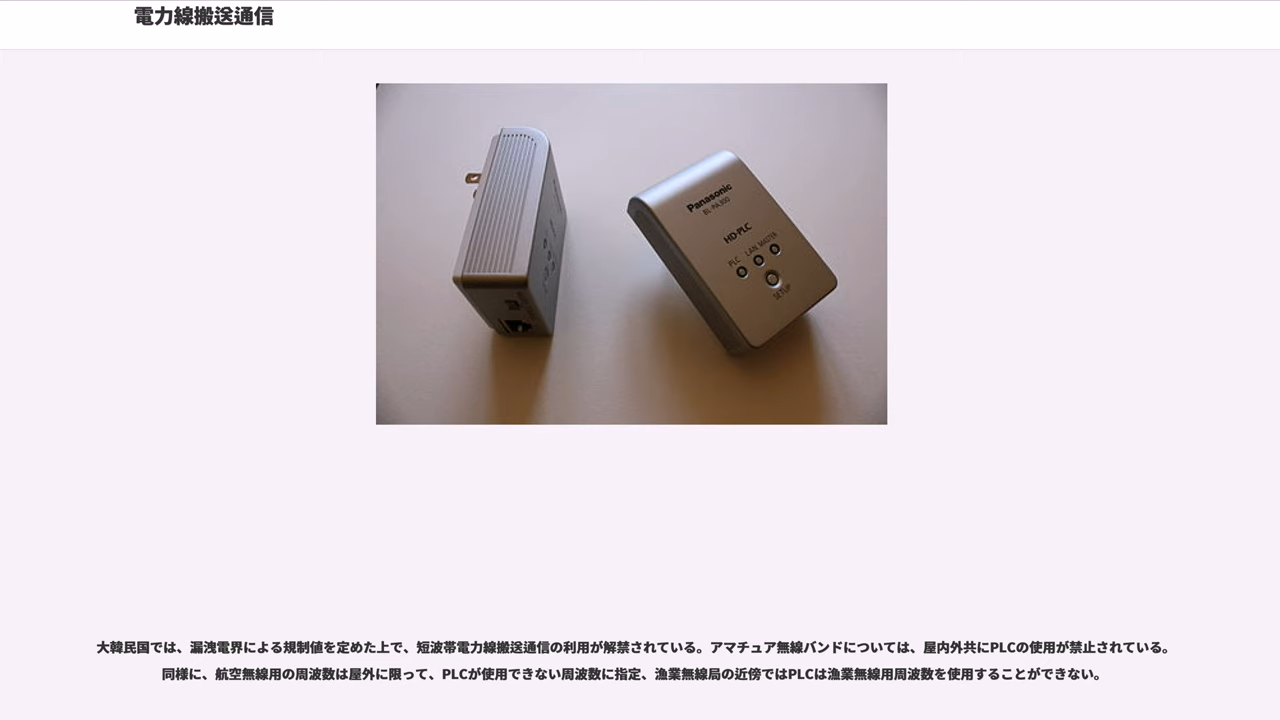 電力線搬送通信
Panasonic
BL-PA300
HD-PLC
PLC LAN MASTER
SETUP
大韓民国では、漏洩電界による規制値を定めた上で、短波帯電力線搬送通信の利用が解禁されている。アマチュア無線バンドについては、屋内外共にPLCの使用が禁止されている。
同様に、航空無線用の周波数は屋外に限って、PLCが使用できない周波数に指定、漁業無線局の近傍ではPLCは漁業無線用周波数を使用することができない。